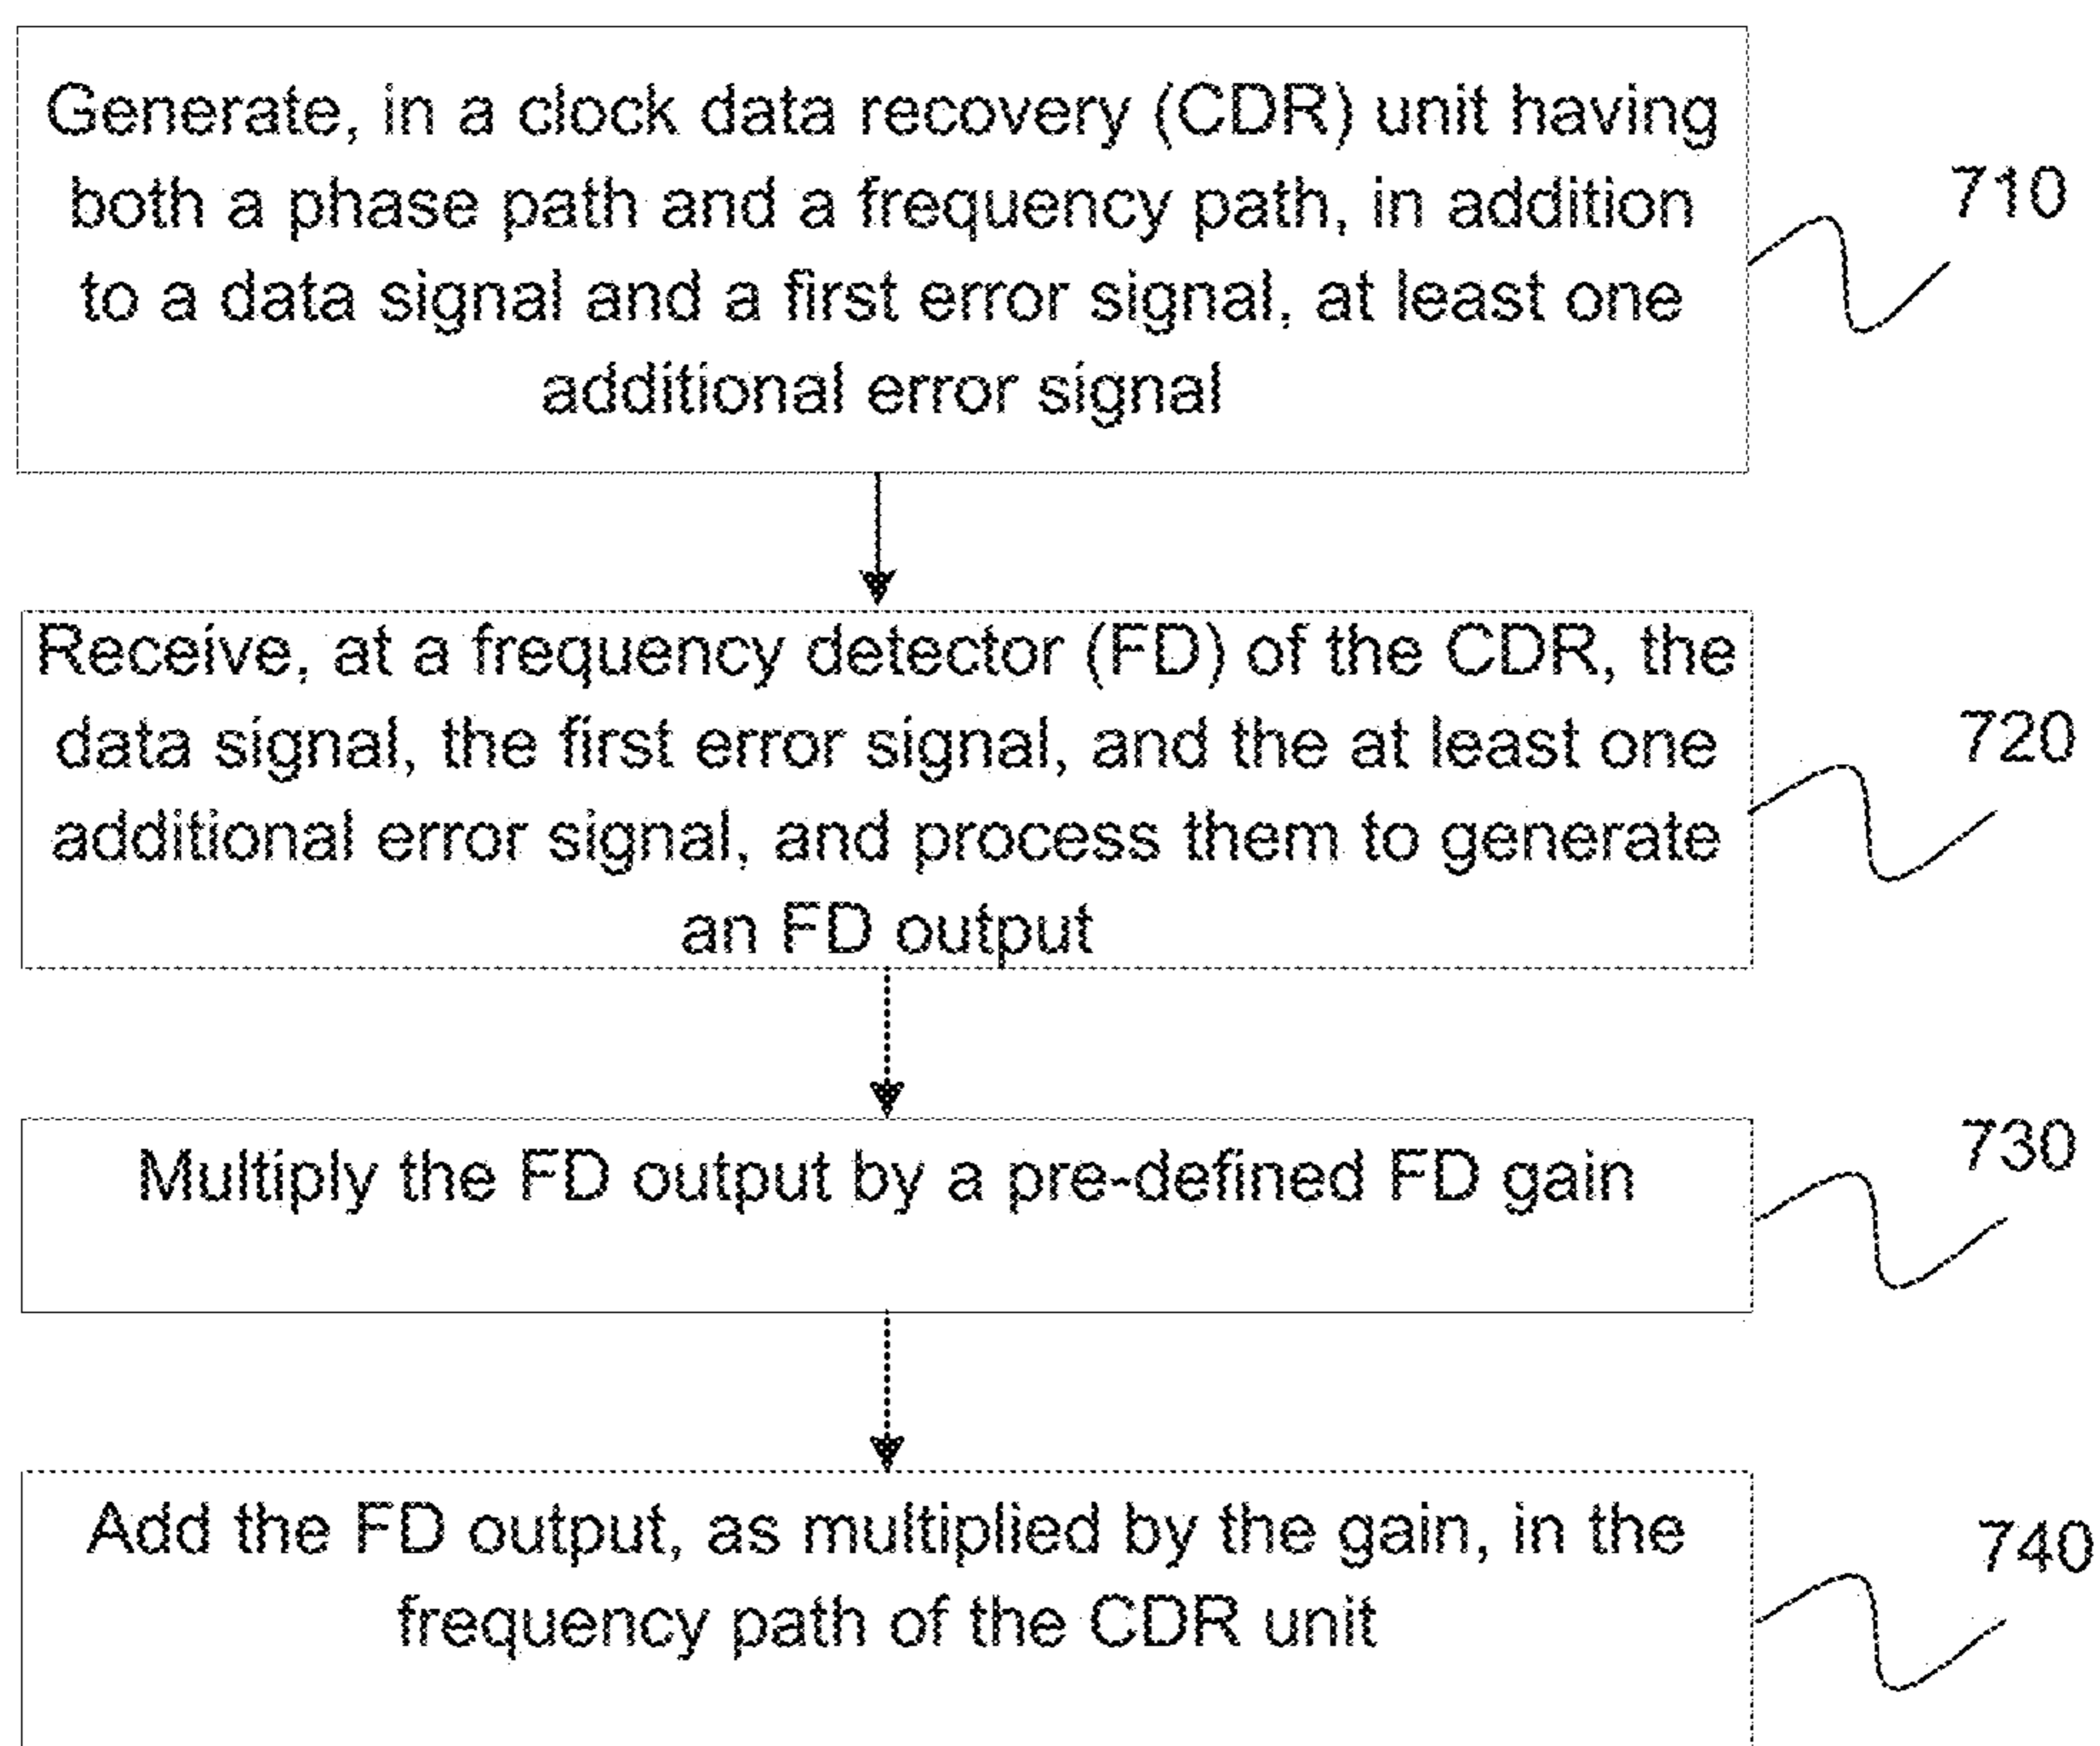 Generate, in a clock data recovery (CDR) unit having
both a phase path and a frequency path, in addition
to a data signal and a first error signal, at least one
additional error signal
710
Receive, at a frequency detector (FD) of the CDR, the
data signal, the first error signal, and the at least one
additional error signal, and process them to generate
an FD output
720
Multiply the FD output by a pre-defined FD gain
730
Add the FD output, as multiplied by the gain, in the
frequency path of the CDR unit
740